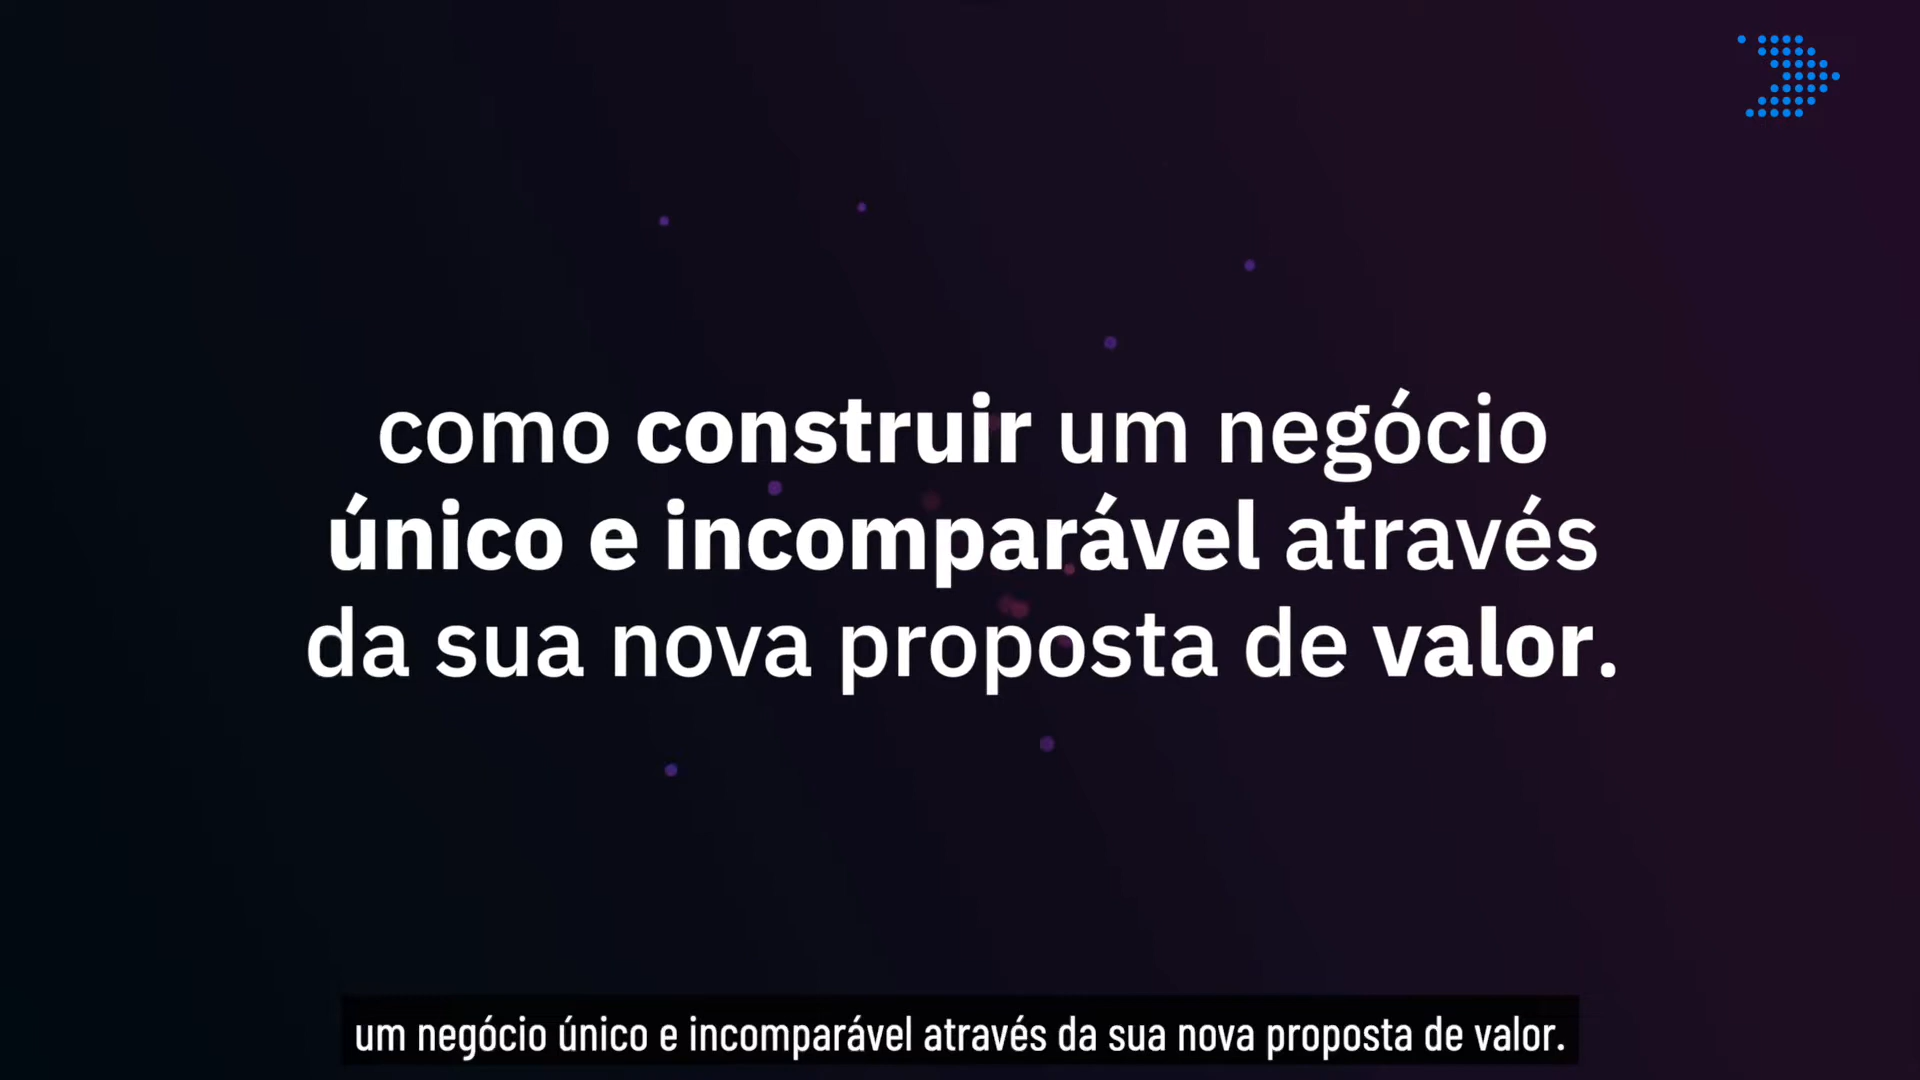 como construir um negócio
único e incomparável através
da sua nova proposta de valor.
um negócio único e incomparável através da sua nova proposta de valor.